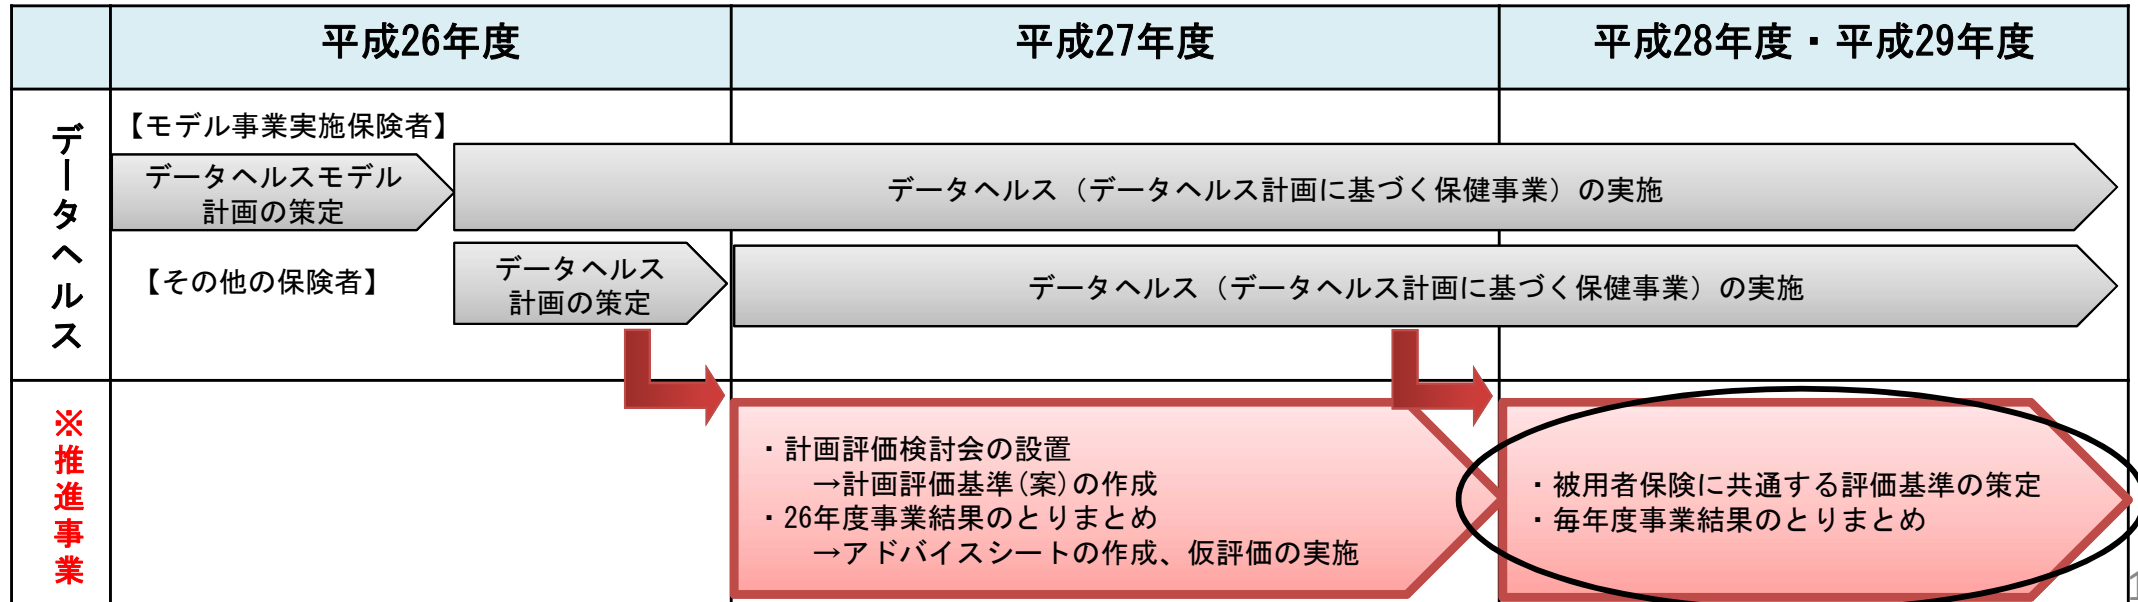 平成26年度
平成27年度
平成28年度・平成29年度
データヘルス
【モデル事業実施保険者】
データヘルスモデル
計画の策定
データヘルス（データヘルス計画に基づく保健事業）の実施
【その他の保険者】
データヘルス
計画の策定
データヘルス（データヘルス計画に基づく保健事業）の実施
※推進事業
・計画評価検討会の設置
→計画評価基準(案)の作成
・26年度事業結果のとりまとめ
→アドバイスシートの作成、仮評価の実施
・被用者保険に共通する評価基準の策定
・毎年度事業結果のとりまとめ